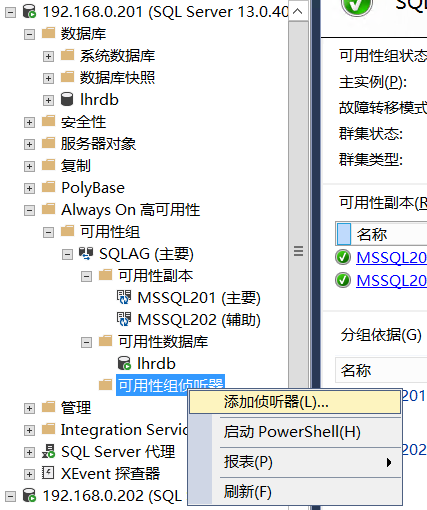 192.168.0.201 (SQL Server 13.0.40
数据库
系统数据库
数据库快照
lhrdb
安全性
服务器对象
复制
PolyBase
Always On 高可用性
可用性组
SQLAG (主要)
可用性副本
MSSQL201 (主要)
MSSQL202 (辅助)
可用性数据库
lhrdb
可用性组侦听器
管理
Integration Servic
SQL Server 代理
XEvent 探查器
192.168.0.202 (SQL
添加侦听器(L)...
启动 PowerShell(H)
报表(P)
刷新(F)
SQL
可用性组状态
主实例(P):
故障转移模式
群集状态:
群集类型:
可用性副本(R
名称
MSSQL20
MSSQL20
分组依据(G)
名称
201
202